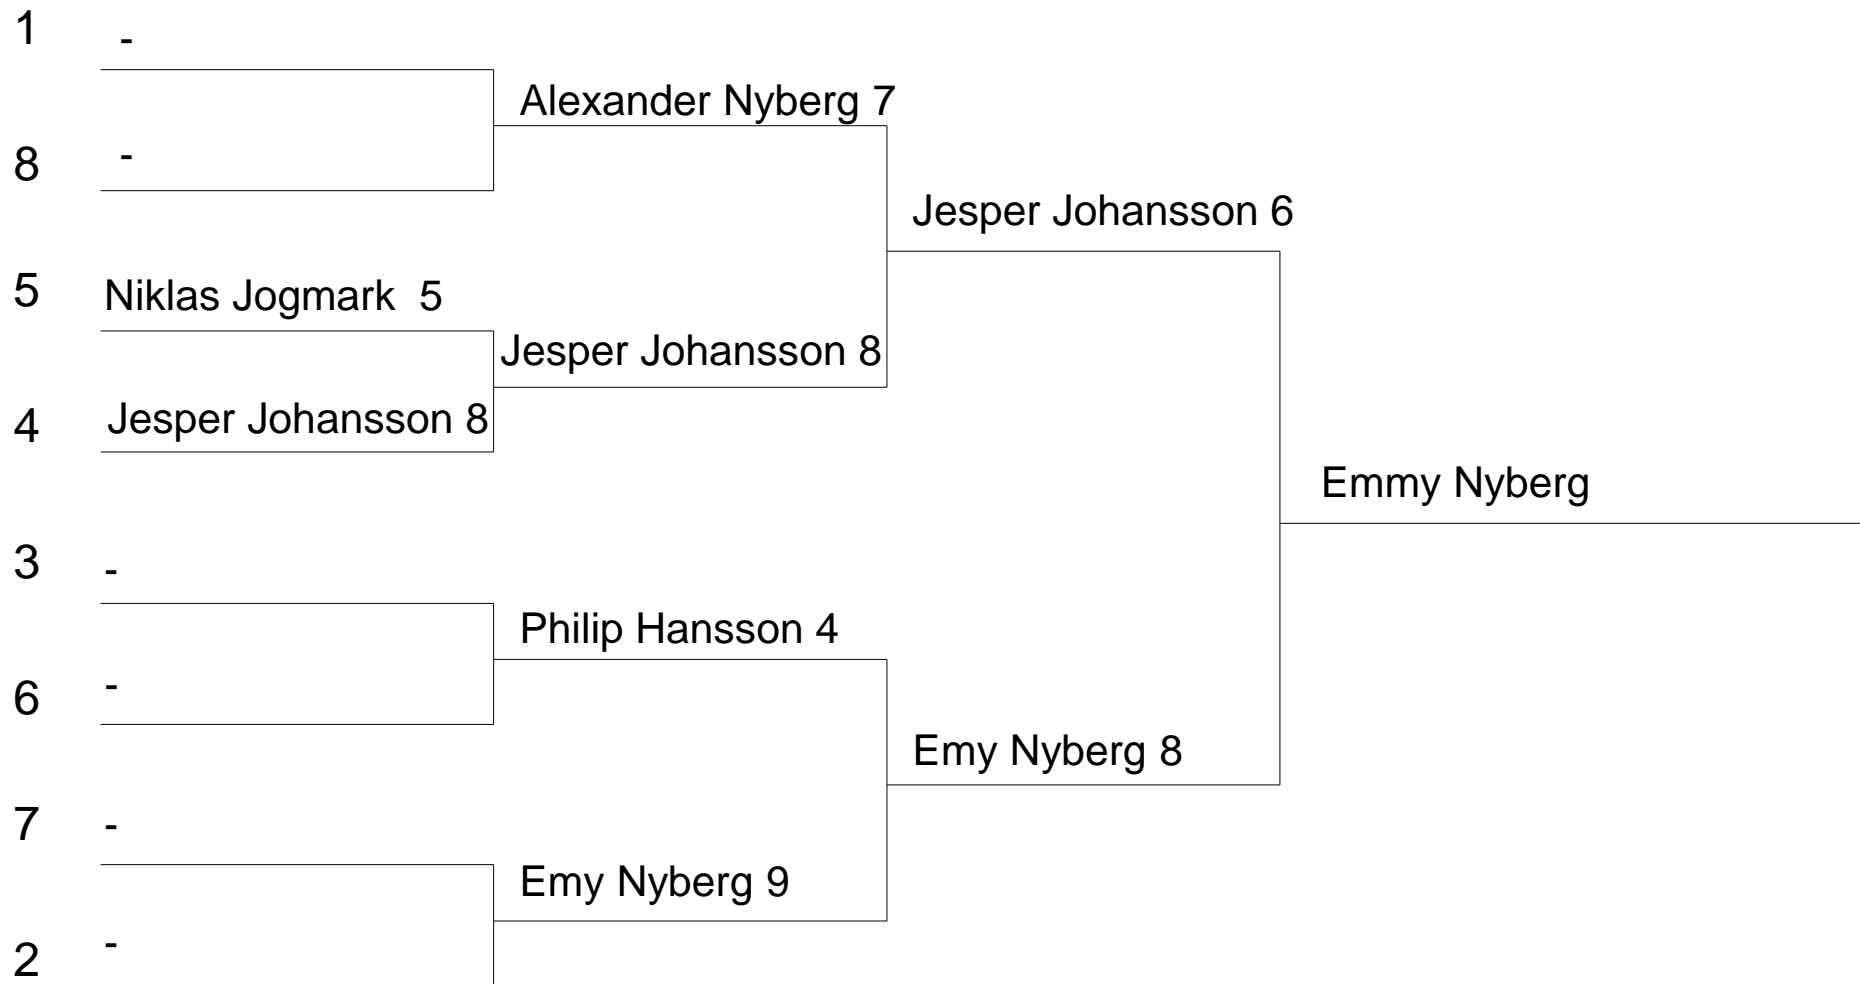 1 -
Alexander Nyberg 7
8 -
Jesper Johansson 6
5 Niklas Jogmark  5
Jesper Johansson 8
4 Jesper Johansson 8
Emmy Nyberg
3 -
Philip Hansson 4
6 -
Emy Nyberg 8
7 -
Emy Nyberg 9
2 -